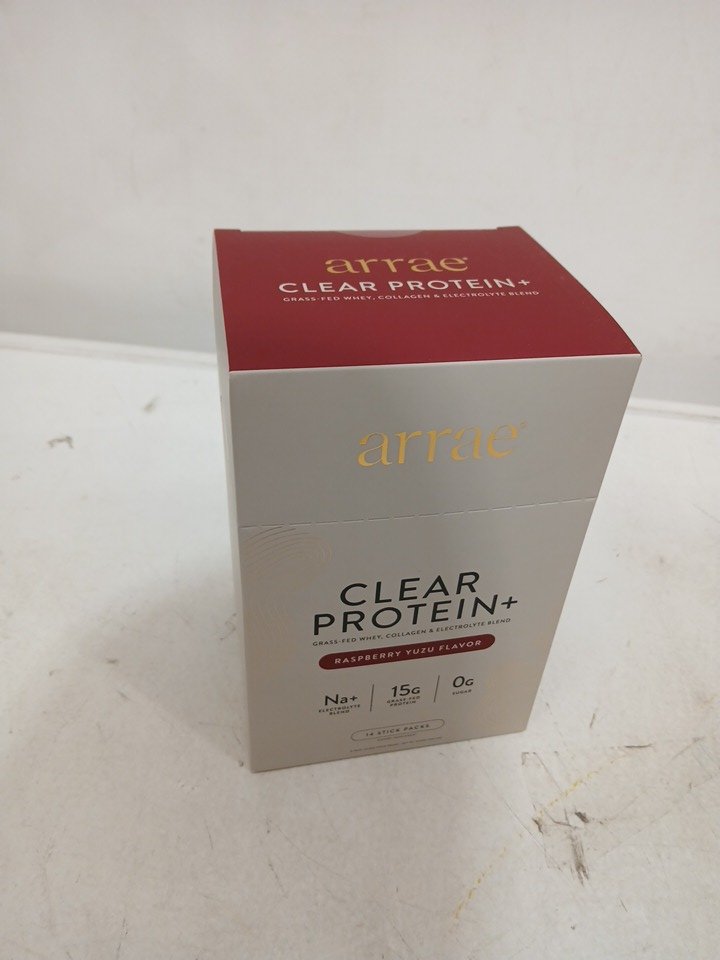 arrae
CLEAR PROTEIN+
GRASS-FED WHEY, COLLAGEN & ELECTROLYTE BLEND
arrae
CLEAR
PROTEIN+
GRASS-FED WHEY, COLLAGEN & ELECTROLYTE BLEND
RASPBERRY YUZU FLAVOR
Na+
ELECTROLYTE
BLEND
15G
GRASS-FED
PROTEIN
0G
SUGAR
14 STICK PACKS